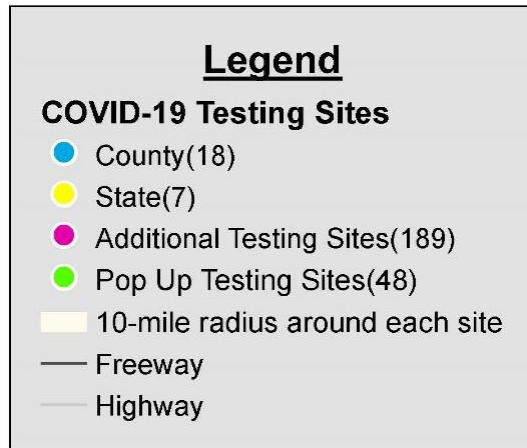 Legend
COVID-19 Testing Sites
County(18)
State(7)
Additional Testing Sites(189)
Pop Up Testing Sites(48)
10-mile radius around each site
Freeway
Highway